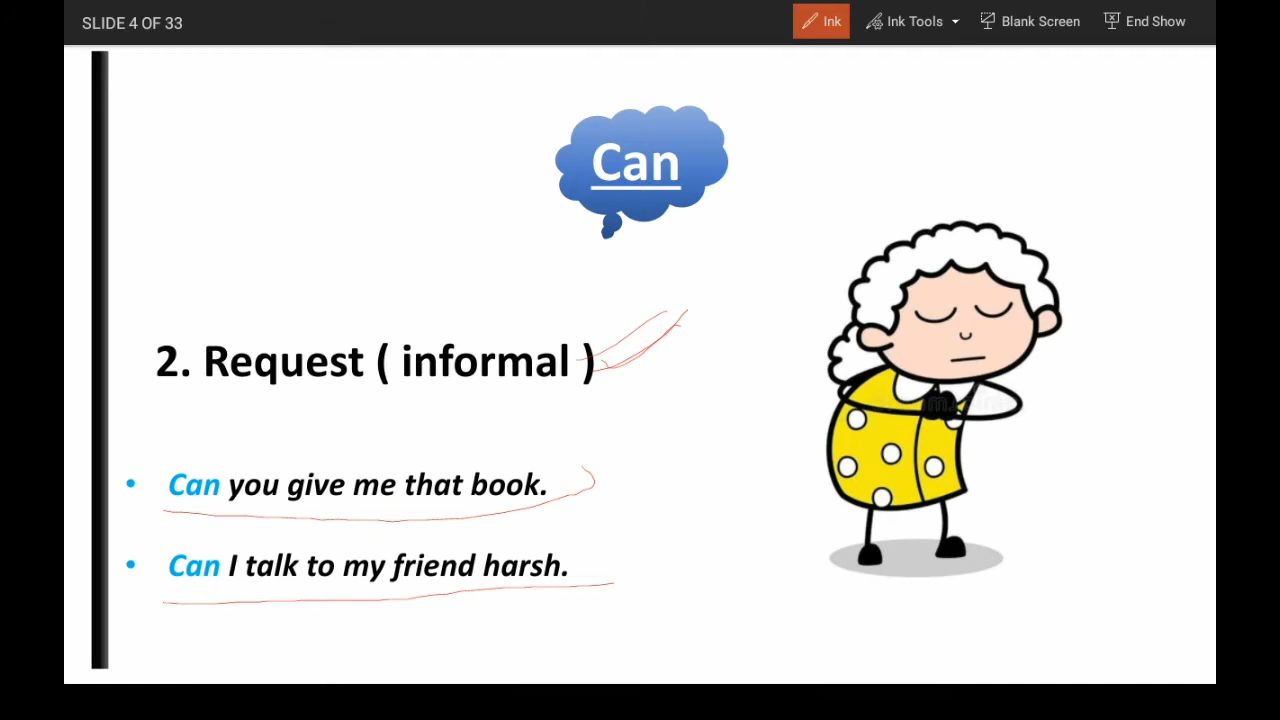 SLIDE 4 OF 33
Ink
Ink Tools
Blank Screen
End Show
Can
2. Request ( informal )
• Can you give me that book.
• Can I talk to my friend harsh.